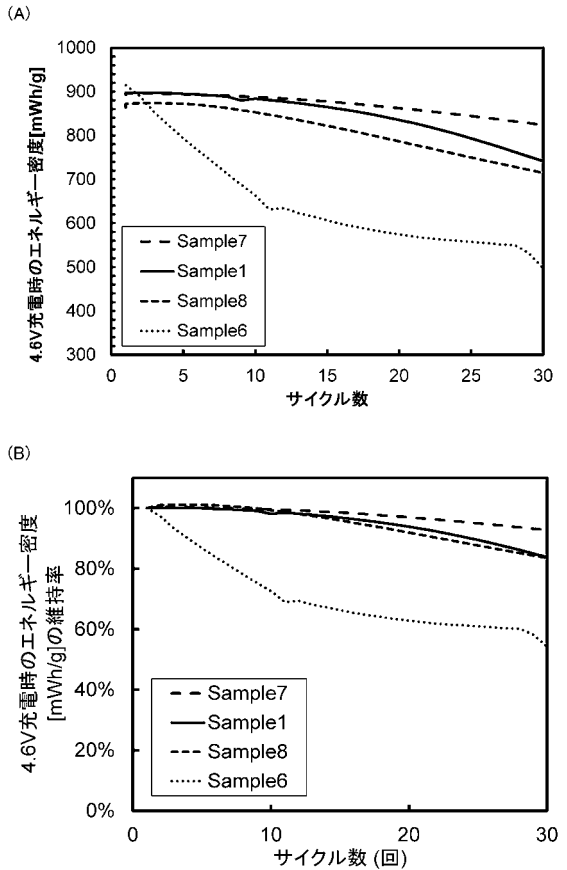 (A)
4.6V充電時のエネルギー密度[mWh/g]
1000
900
800
700
600
500
400
300
Sample7
Sample1
Sample8
Sample6
0
5
10
15
20
25
30
サイクル数
(B)
4.6V充電時のエネルギー密度
[mWh/g]の維持率
100%
80%
60%
40%
20%
0%
Sample7
Sample1
Sample8
Sample6
0
10
20
30
サイクル数 (回)